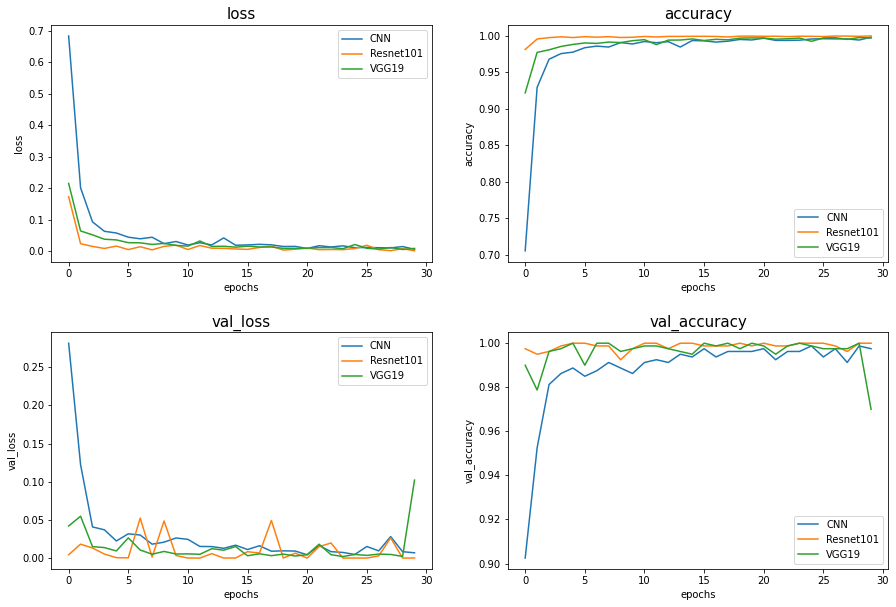 loss
0.7
0.6
0.5
0.4
0.3
0.2
0.1
0.0
loss
0 5 10 15 20 25 30
epochs
CNN
Resnet101
VGG19
accuracy
1.00
0.95
0.90
0.85
0.80
0.75
0.70
accuracy
0 5 10 15 20 25 30
epochs
CNN
Resnet101
VGG19
val_loss
0.25
0.20
0.15
0.10
0.05
0.00
val_loss
0 5 10 15 20 25 30
epochs
CNN
Resnet101
VGG19
val_accuracy
1.00
0.98
0.96
0.94
0.92
0.90
val_accuracy
0 5 10 15 20 25 30
epochs
CNN
Resnet101
VGG19